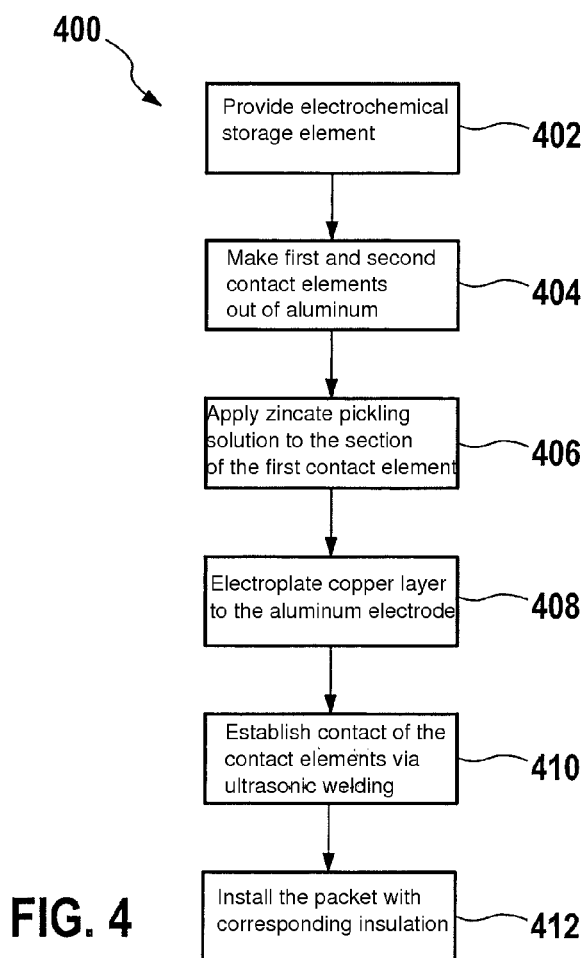 400
Provide electrochemical
storage element
402
Make first and second
contact elements
out of aluminum
404
Apply zincate pickling
solution to the section
of the first contact element
406
Electroplate copper layer
to the aluminum electrode
408
Establish contact of the
contact elements via
ultrasonic welding
410
Install the packet with
corresponding insulation
412
FIG. 4